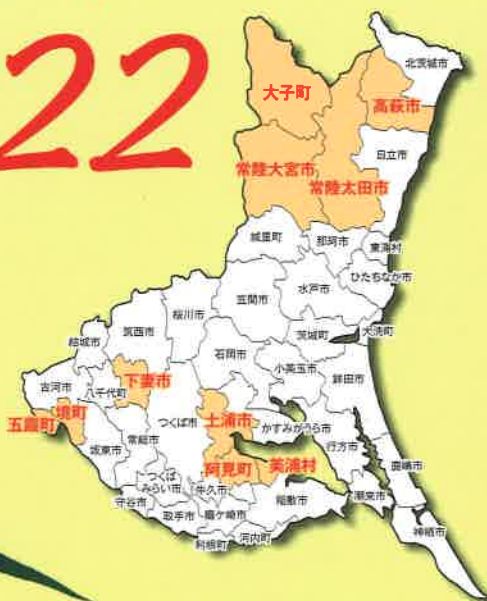 22
北茨城市
大子町
高萩市
日立市
常陸大宮市
常陸太田市
城里町
那珂市
東海村
ひたちなか市
笠間市
水戸市
桜川市
茨城町
大洗町
筑西市
結城市
石岡市
小美玉市
鉾田市
古河市
八千代町
下妻市
土浦市
かすみがうら市
五霞町
境町
つくば市
坂東市
常総市
阿見町
美浦村
行方市
鹿嶋市
つくば
みらい市
牛久市
稲敷市
潮来市
守谷市
取手市
龍ケ崎市
神栖市
利根町
河内町